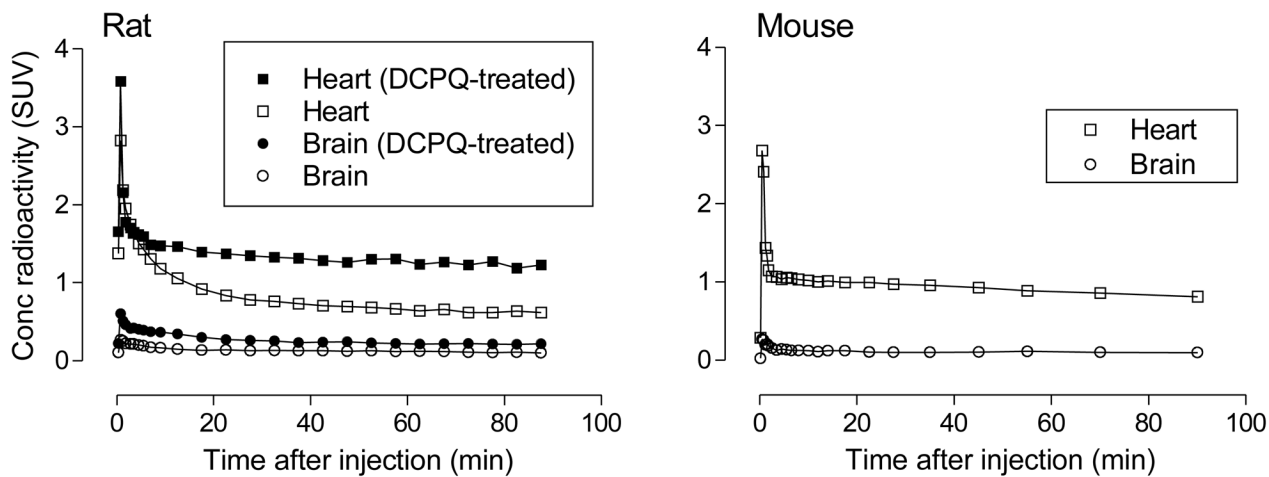 Rat
Conc radioactivity (SUV)
4
3
2
1
0
Heart (DCPQ-treated)
Heart
Brain (DCPQ-treated)
Brain
0 20 40 60 80 100
Time after injection (min)
Mouse
4
3
2
1
0
Heart
Brain
0 20 40 60 80 100
Time after injection (min)